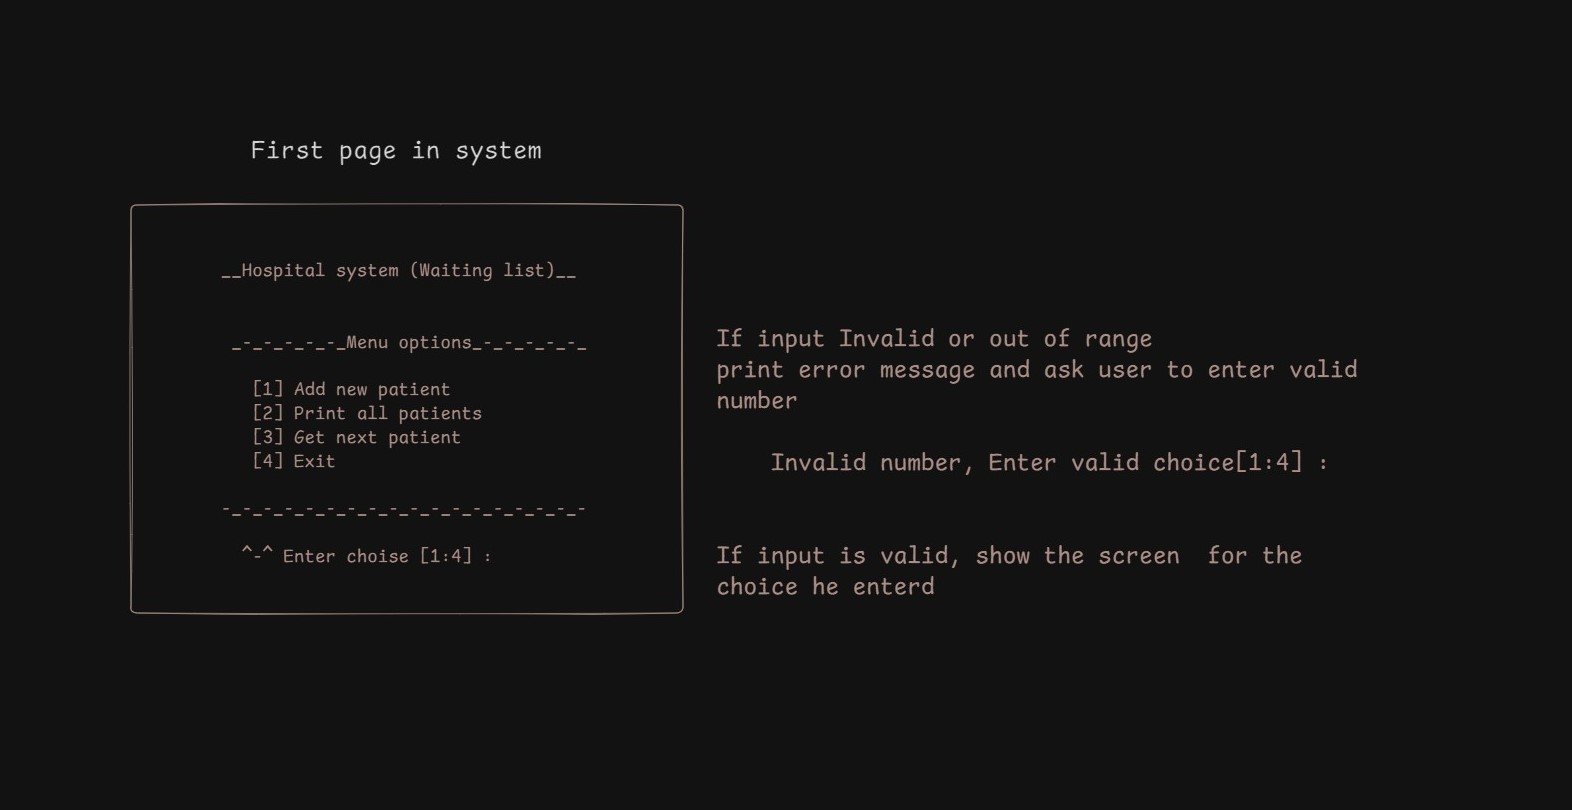 First page in system
__Hospital system (Waiting list)__
_-_-_-_-_-_Menu options_-_-_-_-_-_
[1] Add new patient
[2] Print all patients
[3] Get next patient
[4] Exit
-_-_-_-_-_-_-_-_-_-_-_-_-_-_-_-_-_-
^-^ Enter choise [1:4] :
If input Invalid or out of range
print error message and ask user to enter valid
number
Invalid number, Enter valid choice[1:4] :
If input is valid, show the screen  for the
choice he enterd